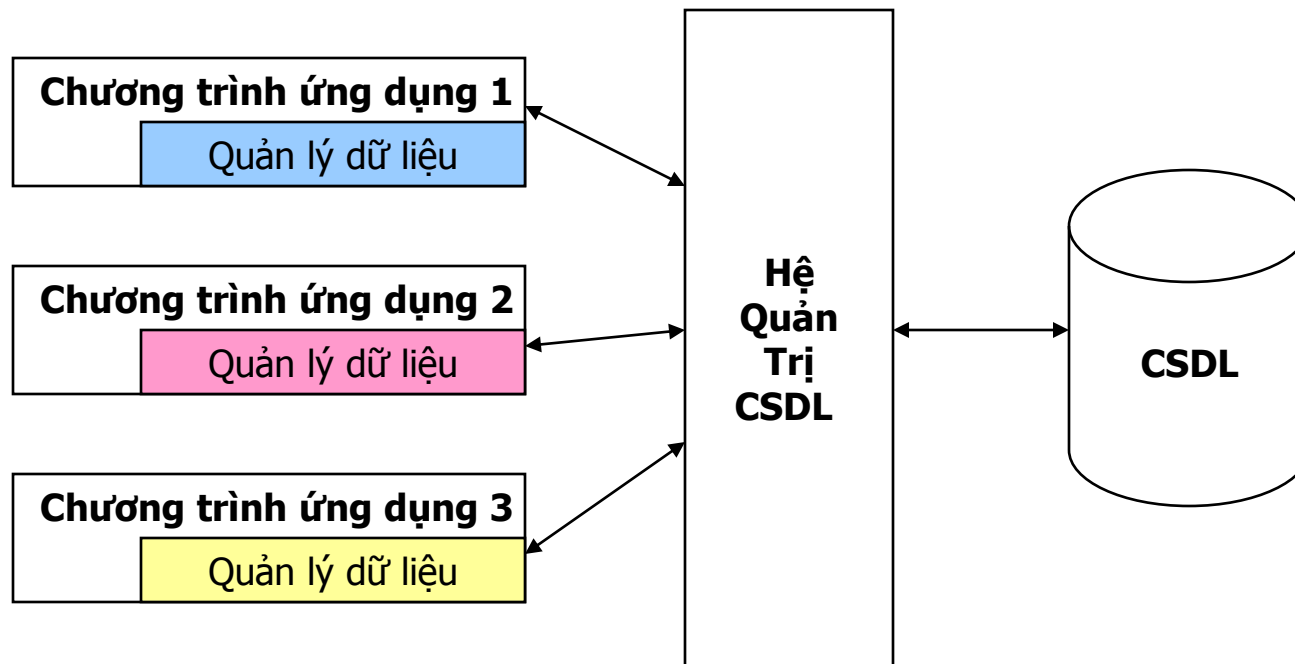 Chương trình ứng dụng 1
Quản lý dữ liệu
Chương trình ứng dụng 2
Quản lý dữ liệu
Chương trình ứng dụng 3
Quản lý dữ liệu
Hệ
Quản
Trị
CSDL
CSDL